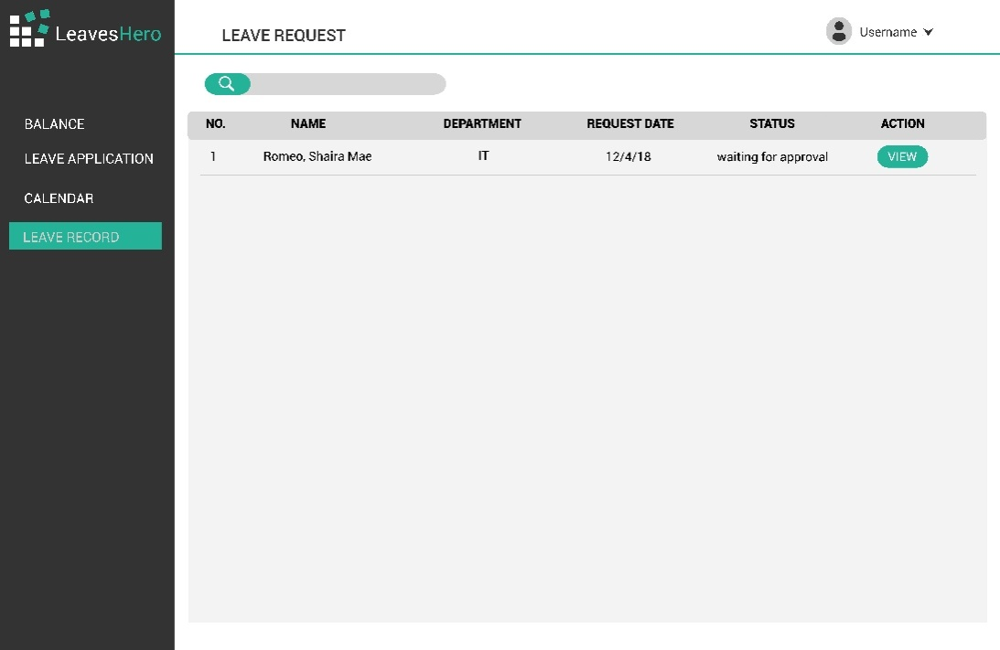 LeavesHero
LEAVE REQUEST
Username
BALANCE
LEAVE APPLICATION
CALENDAR
LEAVE RECORD
NO. NAME DEPARTMENT REQUEST DATE STATUS ACTION
1 Romeo, Shaira Mae IT 12/4/18 waiting for approval VIEW